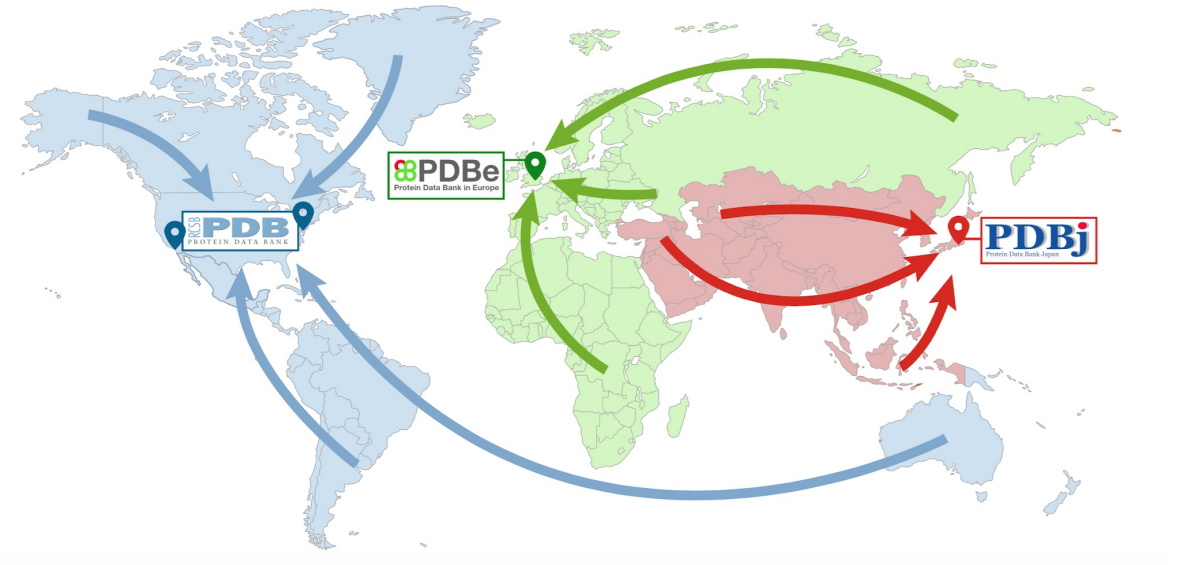 RCSB
PDB
PROTEIN DATA BANK
PDBe
Protein Data Bank in Europe
PDBj
Protein Data Bank Japan